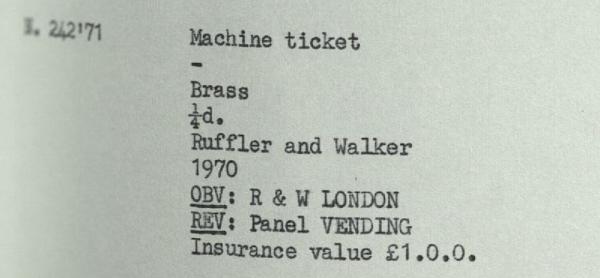 N. 242'71
Machine ticket
-
Brass
¼d.
Ruffler and Walker
1970
OBV: R & W LONDON
REV: Panel VENDING
Insurance value £1.0.0.